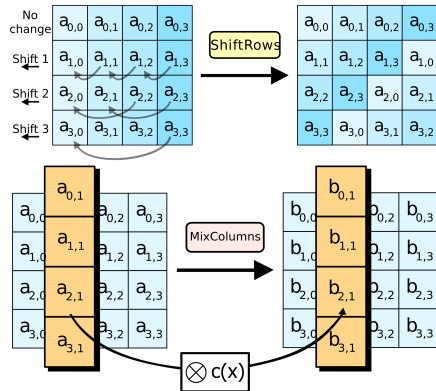 No change
a0,0 a0,1 a0,2 a0,3
Shift 1
a1,0 a1,1 a1,2 a1,3
Shift 2
a2,0 a2,1 a2,2 a2,3
Shift 3
a3,0 a3,1 a3,2 a3,3
ShiftRows
a0,0 a0,1 a0,2 a0,3
a1,1 a1,2 a1,3 a1,0
a2,2 a2,3 a2,0 a2,1
a3,3 a3,0 a3,1 a3,2
a0,0 a0,1 a0,2 a0,3
a1,0 a1,1 a1,2 a1,3
a2,0 a2,1 a2,2 a2,3
a3,0 a3,1 a3,2 a3,3
MixColumns
b0,0 b0,1 b0,2 b0,3
b1,0 b1,1 b1,2 b1,3
b2,0 b2,1 b2,2 b2,3
b3,0 b3,1 b3,2 b3,3
⊗ c(x)